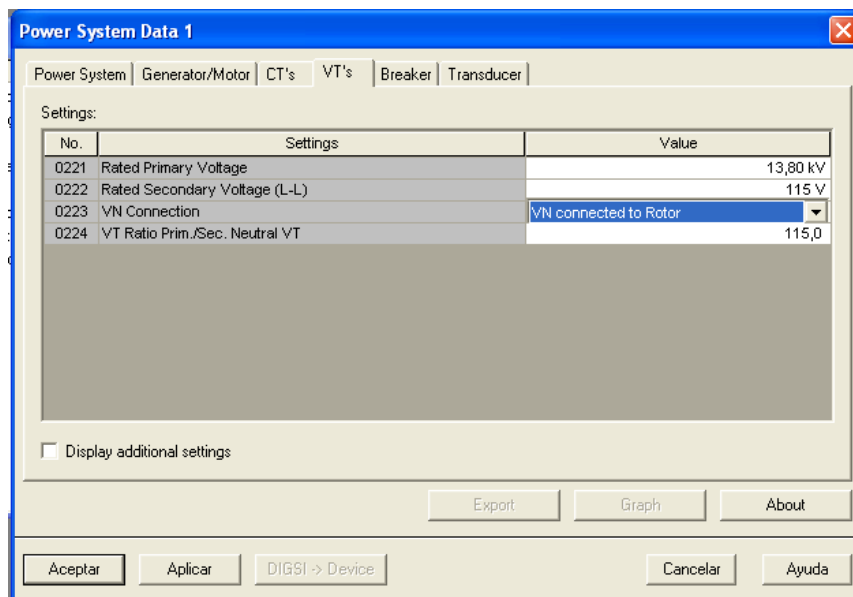 Power System Data 1
Power System Generator/Motor CT's VT's Breaker Transducer
Settings:
No. Settings Value
0221 Rated Primary Voltage 13,80 kV
0222 Rated Secondary Voltage (L-L) 115 V
0223 VN Connection VN connected to Rotor
0224 VT Ratio Prim./Sec. Neutral VT 115,0
Display additional settings
Export Graph About
Aceptar Aplicar DIGSI -> Device Cancelar Ayuda